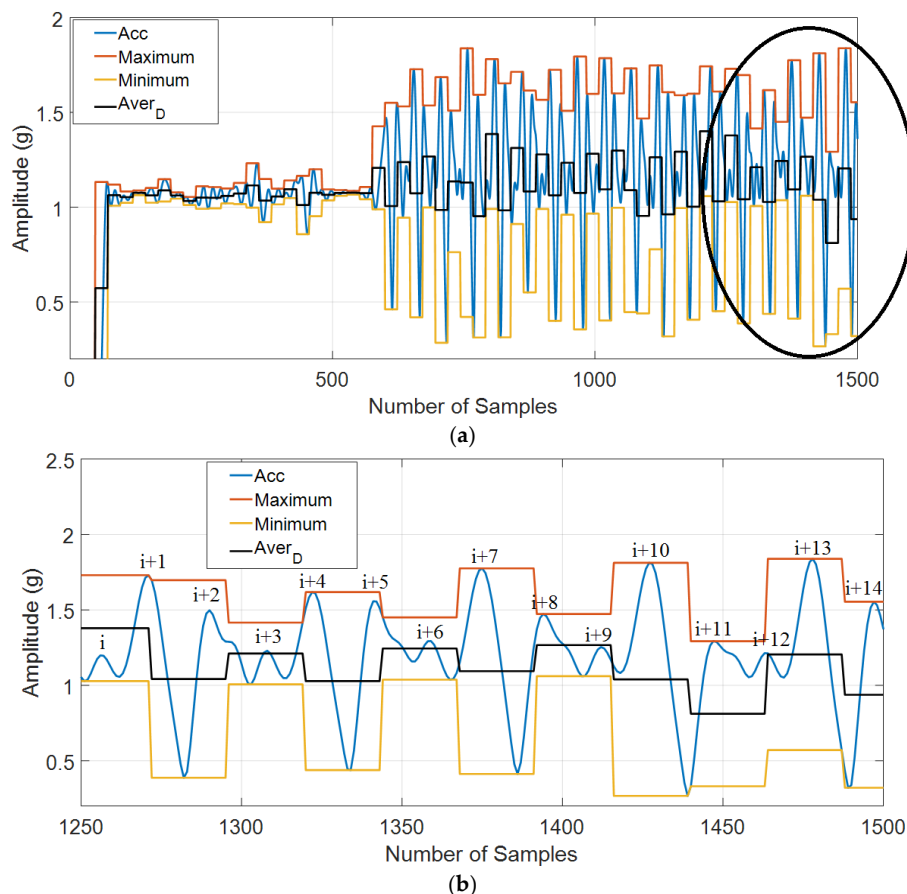 2
Acc
Maximum
Minimum
Aver_D
1.5
1
0.5
Amplitude (g)
0 500 1000 1500
Number of Samples
(a)
2.5
Acc
Maximum
Minimum
Aver_D
2
1.5
1
0.5
Amplitude (g)
i i+1 i+2 i+3 i+4 i+5 i+6 i+7 i+8 i+9 i+10 i+11 i+12 i+13 i+14
1250 1300 1350 1400 1450 1500
Number of Samples
(b)